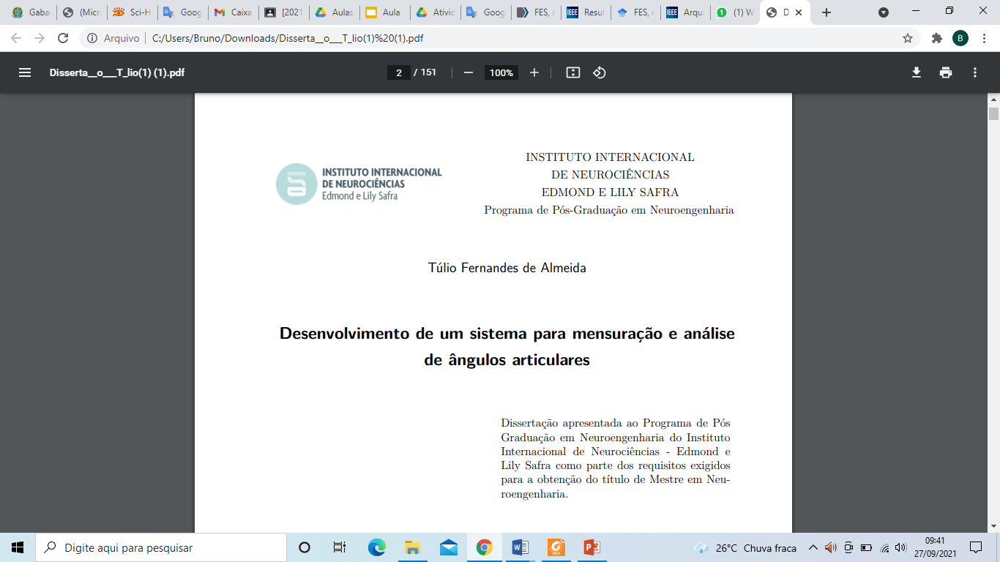 Gaba
(Micr
Sci-H
Goog
Caixa
[2021
Aulas
Aula
Ativid
Goog
FES, r
Resul
FES, r
Arqui
(1) W
D
Arquivo
C:/Users/Bruno/Downloads/Disserta__o___T_lio(1)%20(1).pdf
B
Disserta__o___T_lio(1) (1).pdf
2 / 151
100%
INSTITUTO INTERNACIONAL
DE NEUROCIÊNCIAS
Edmond e Lily Safra
INSTITUTO INTERNACIONAL
DE NEUROCIÊNCIAS
EDMOND E LILY SAFRA
Programa de Pós-Graduação em Neuroengenharia
Túlio Fernandes de Almeida
Desenvolvimento de um sistema para mensuração e análise
de ângulos articulares
Dissertação apresentada ao Programa de Pós
Graduação em Neuroengenharia do Instituto
Internacional de Neurociências - Edmond e
Lily Safra como parte dos requisitos exigidos
para a obtenção do título de Mestre em Neu-
roengenharia.
Digite aqui para pesquisar
26°C Chuva fraca
09:41
27/09/2021